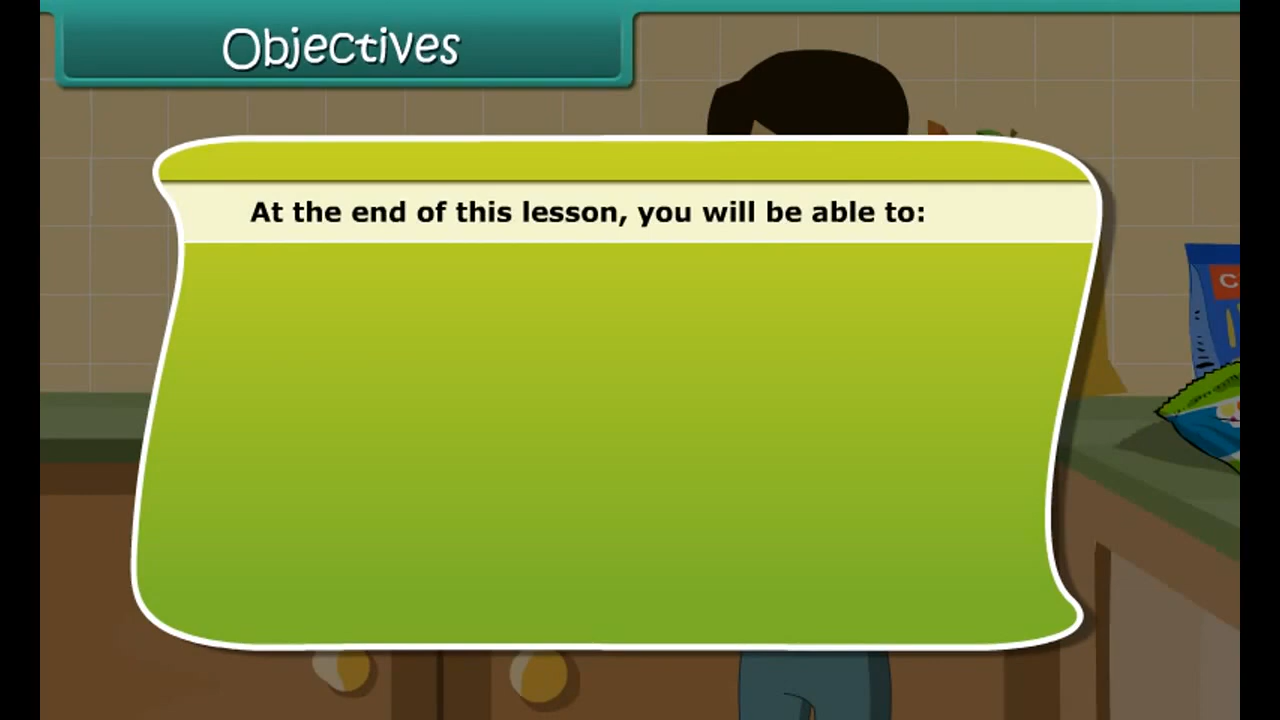 Objectives
At the end of this lesson, you will be able to:
C